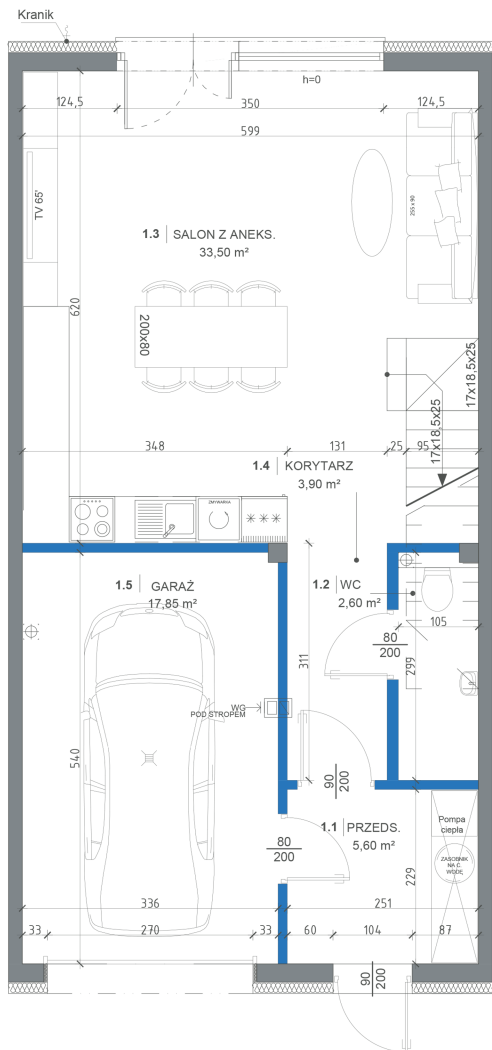 Kranik
h=0
124,5
350
124,5
599
TV 65'
255x90
1.3 SALON Z ANEKS.
33,50 m²
620
200x80
17x18,5x25
17x18,5x25
348
131
25
95
1.4 KORYTARZ
3,90 m²
ZMYWARKA
1.5 GARAŻ
17,85 m²
1.2 WC
2,60 m²
105
80
200
311
299
WG
POD STROPEM
540
90
200
1.1 PRZEDS.
5,60 m²
Pompa
ciepła
80
200
ZASOBNIK
NA C.
WODĘ
229
336
251
33
270
33
60
104
87
90
200